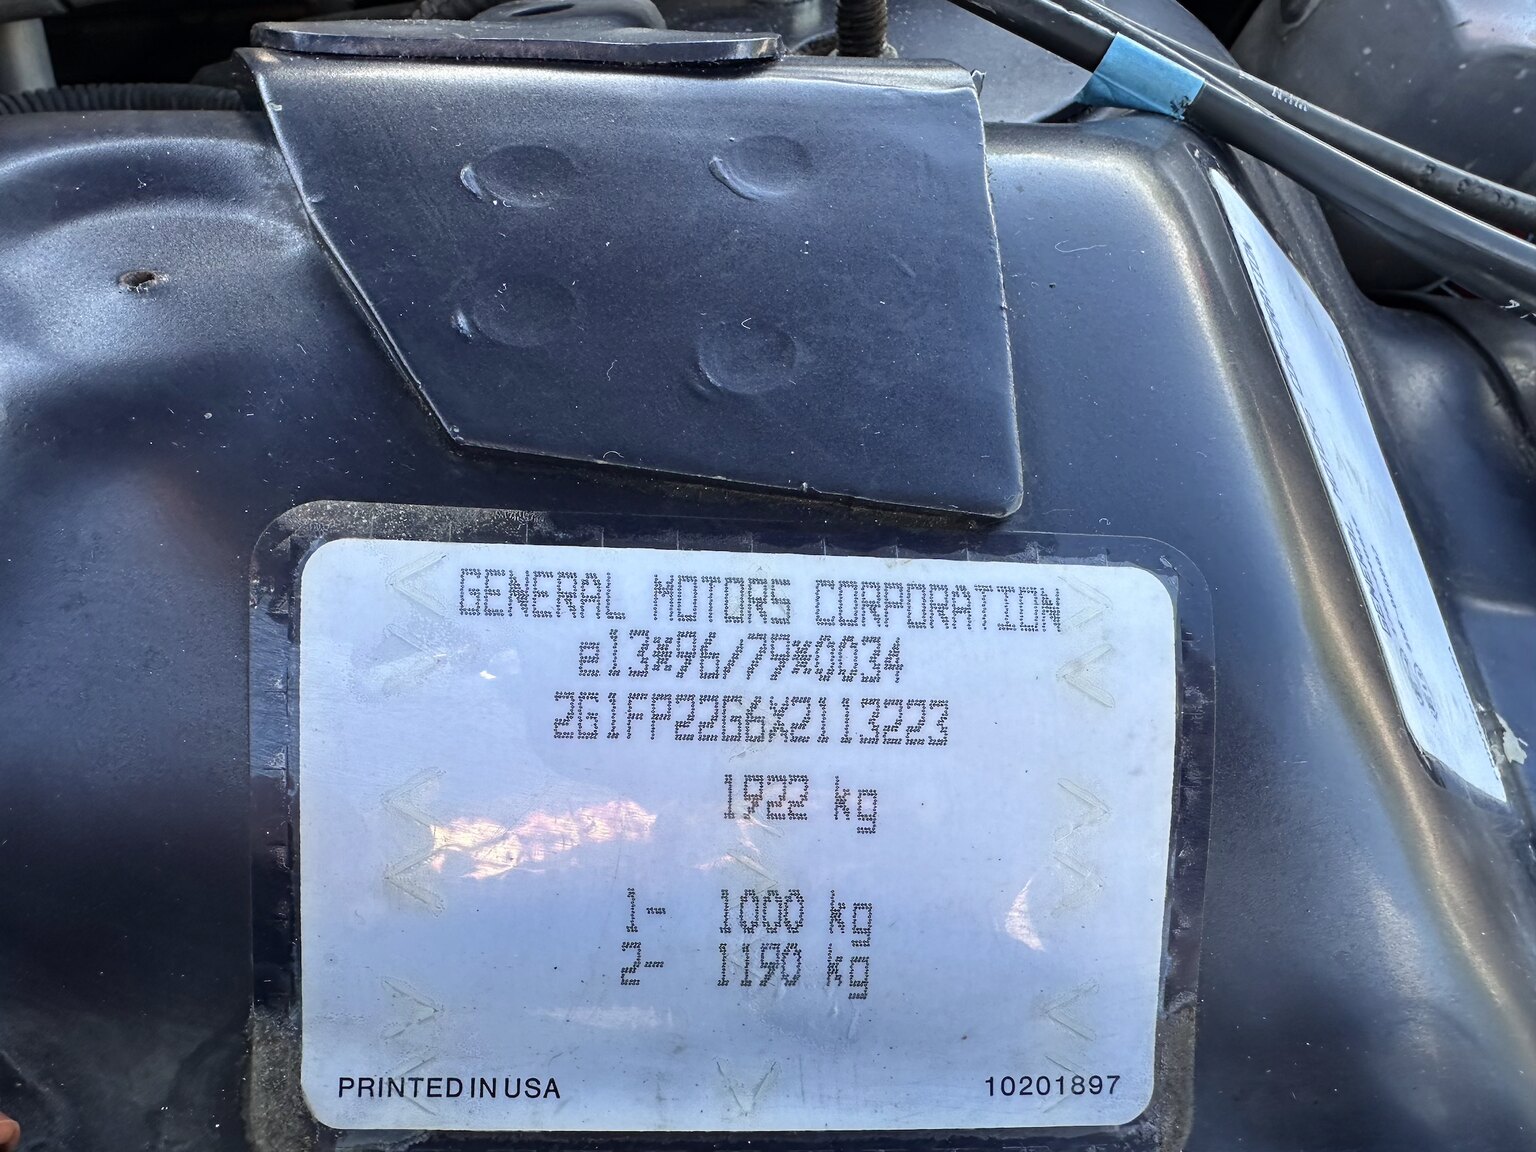 GENERAL MOTORS CORPORATION
e13*96/79*0034
2G1FP22G6X2113223
1922 kg
1- 1000 kg
2- 1190 kg
PRINTED IN USA
10201897